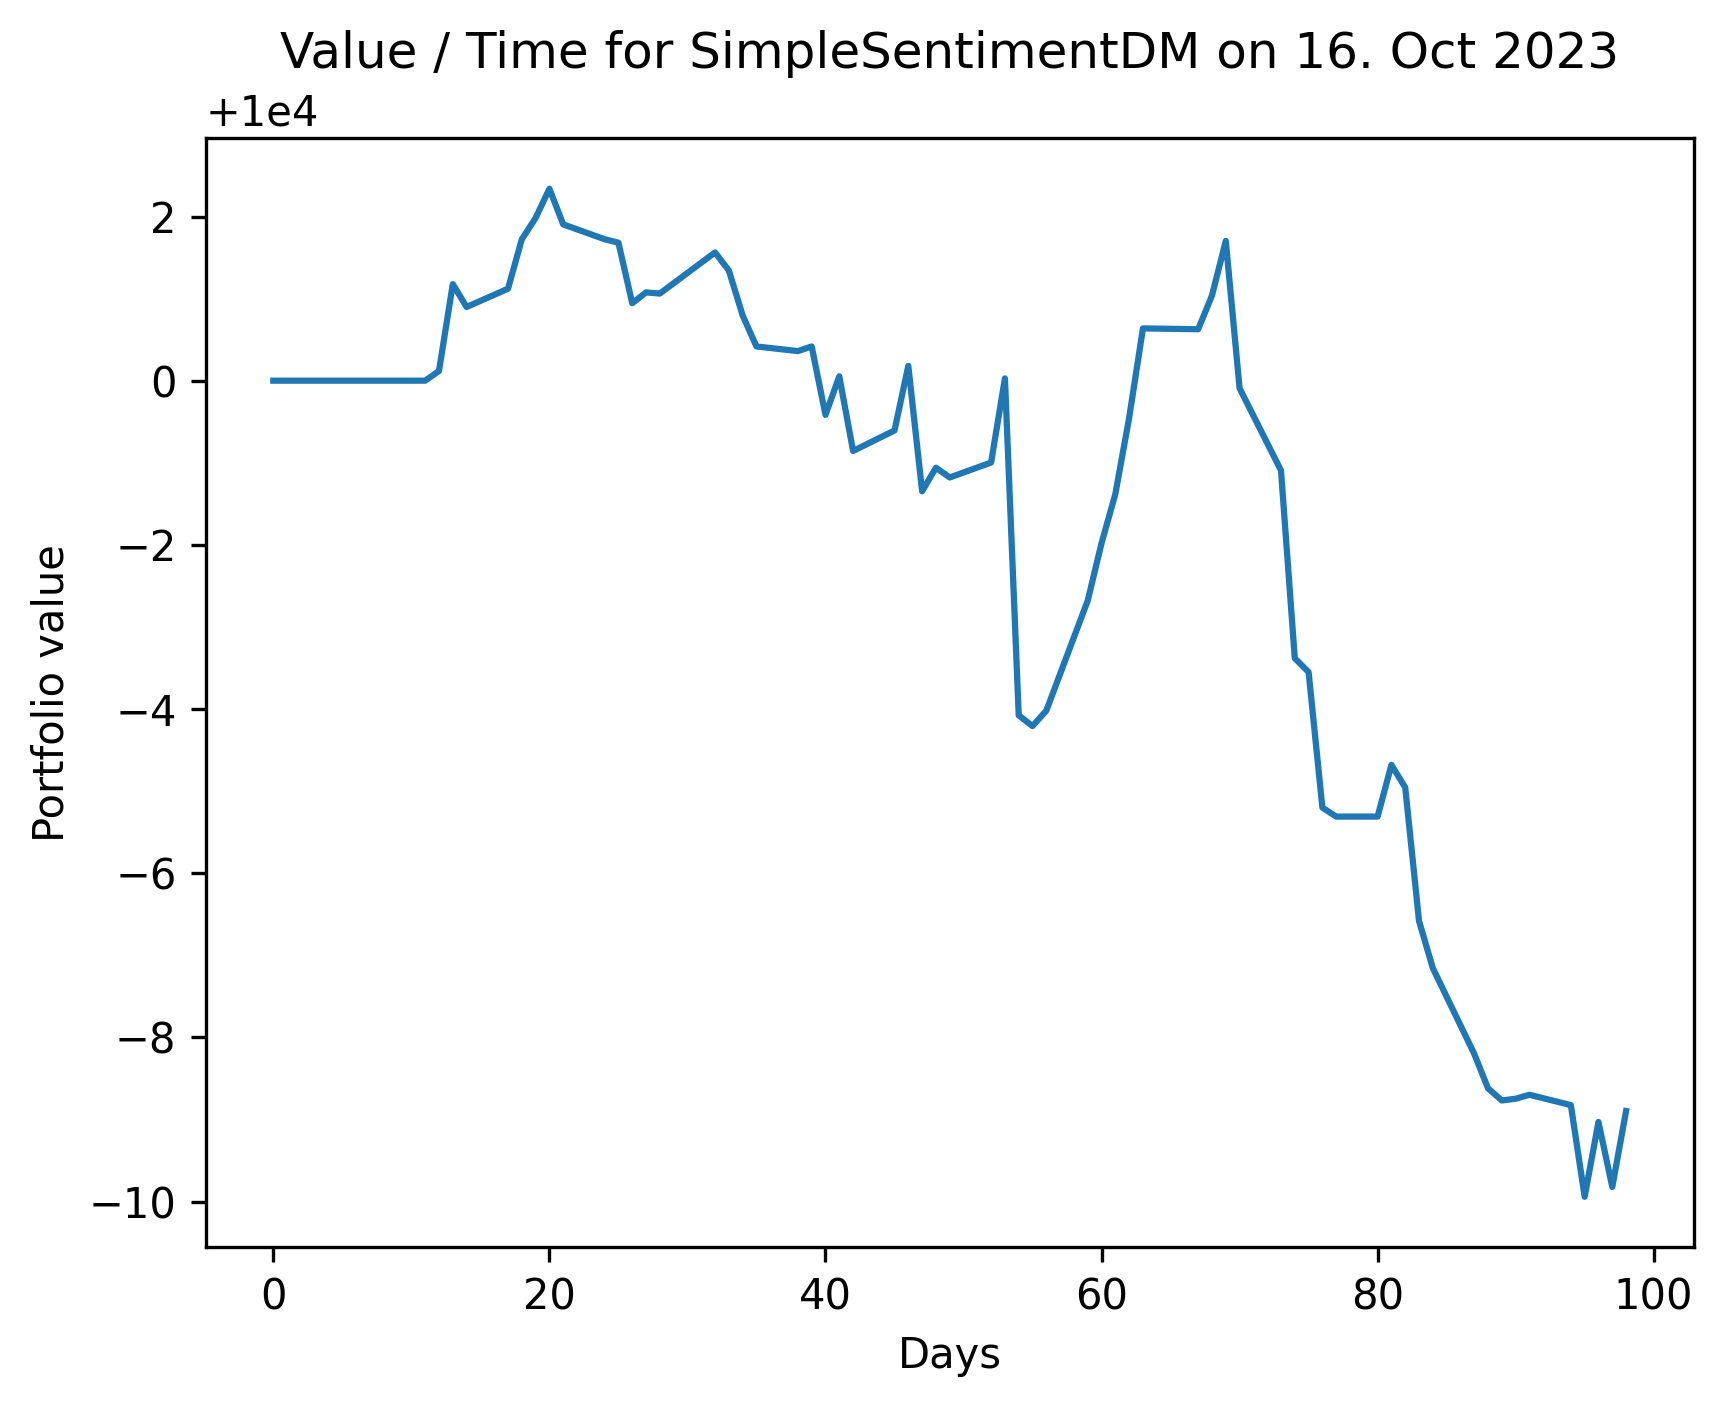 Value / Time for SimpleSentimentDM on 16. Oct 2023
+1e4
2
0
−2
−4
−6
−8
−10
Portfolio value
0 20 40 60 80 100
Days